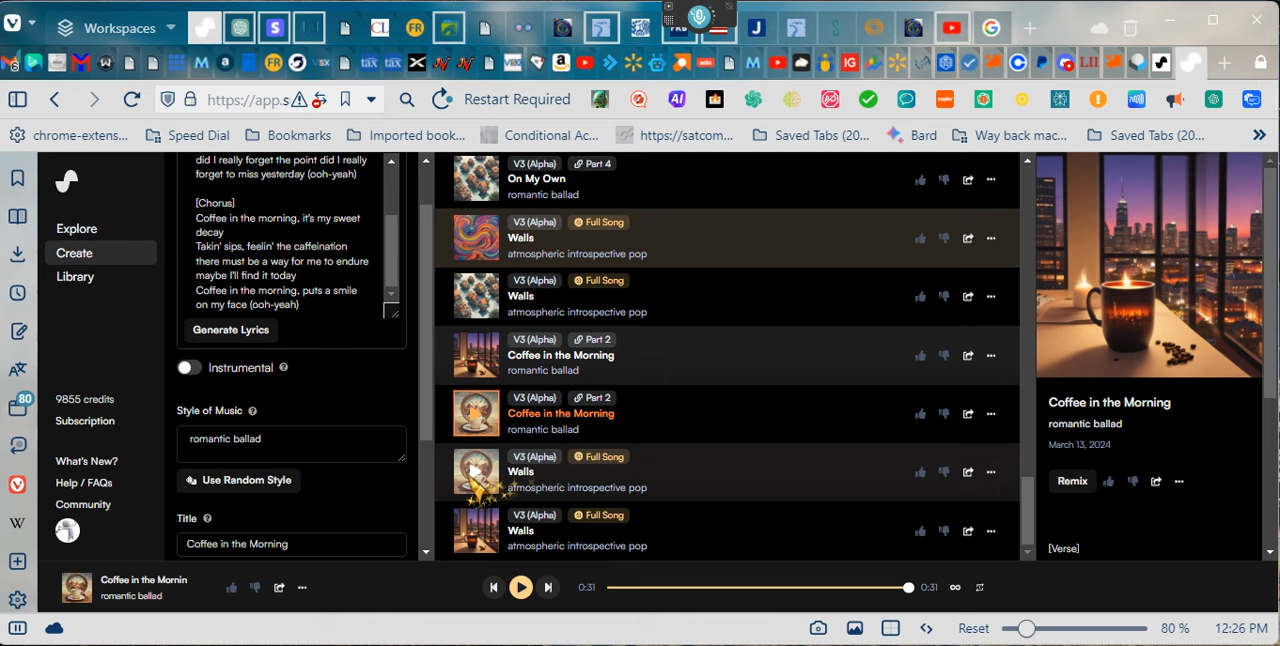 Workspaces
https://app.s
Restart Required
chrome-extens...
Speed Dial
Bookmarks
Imported book...
Conditional Ac...
https://satcom...
Saved Tabs (20...
Bard
Way back mac...
Saved Tabs (20...
80
Explore
Create
Library
9855 credits
Subscription
What's New?
Help / FAQs
Community
did I really forget the point did I really
forget to miss yesterday (ooh-yeah)
[Chorus]
Coffee in the morning, it's my sweet
decay
Takin' sips, feelin' the caffeination
there must be a way for me to endure
maybe I'll find it today
Coffee in the morning, puts a smile
on my face (ooh-yeah)
Generate Lyrics
Instrumental
Style of Music
romantic ballad
Use Random Style
Title
Coffee in the Morning
V3 (Alpha) Part 4
On My Own
romantic ballad
V3 (Alpha) Full Song
Walls
atmospheric introspective pop
V3 (Alpha) Full Song
Walls
atmospheric introspective pop
V3 (Alpha) Part 2
Coffee in the Morning
romantic ballad
V3 (Alpha) Part 2
Coffee in the Morning
romantic ballad
V3 (Alpha) Full Song
Walls
atmospheric introspective pop
V3 (Alpha) Full Song
Walls
atmospheric introspective pop
Coffee in the Morning
romantic ballad
March 13, 2024
Remix
[Verse]
Coffee in the Mornin
romantic ballad
0:31
0:31
Reset
80 %
12:26 PM